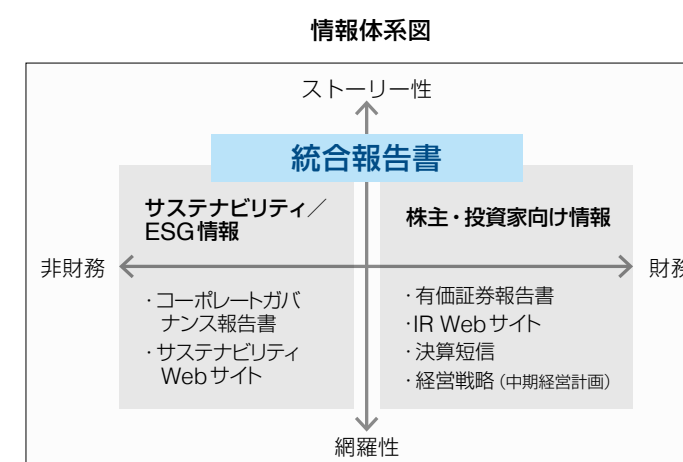 情報体系図
ストーリー性
統合報告書
サステナビリティ／
ESG情報
株主・投資家向け情報
非財務
財務
・コーポレートガバ
ナンス報告書
・サステナビリティ
Webサイト
・有価証券報告書
・IR Webサイト
・決算短信
・経営戦略（中期経営計画）
網羅性